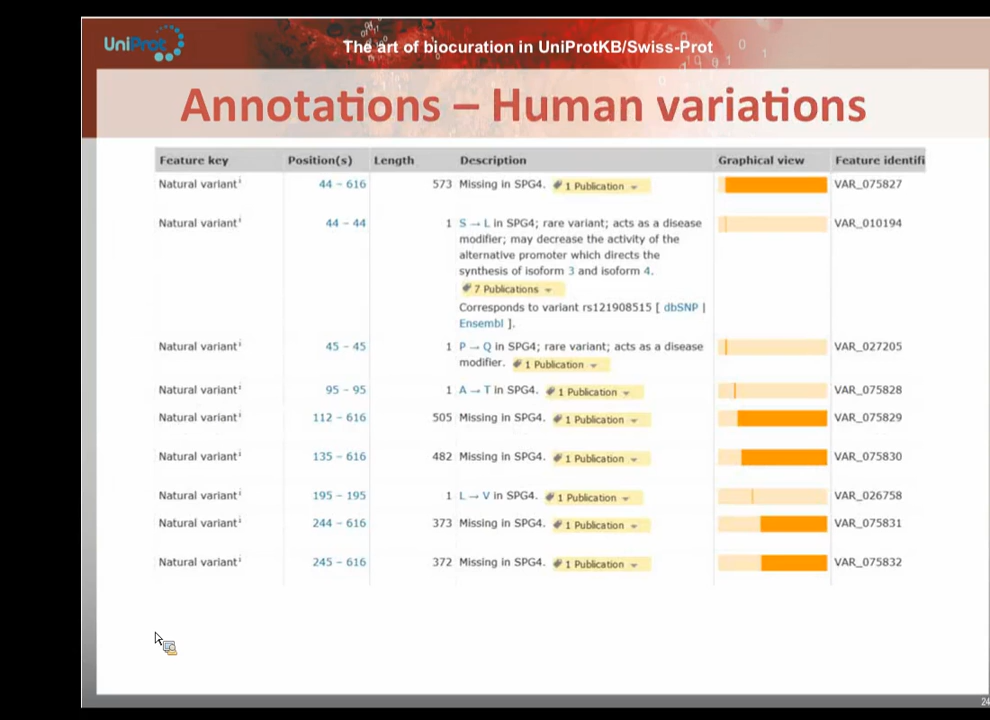 UniProt
The art of biocuration in UniProtKB/Swiss-Prot
0
1
Annotations – Human variations
Feature key Position(s) Length Description Graphical view Feature identifi
Natural variant i 44 – 616 573 Missing in SPG4. 1 Publication VAR_075827
Natural variant i 44 – 44 1 S → L in SPG4; rare variant; acts as a disease VAR_010194
modifier; may decrease the activity of the
alternative promoter which directs the
synthesis of isoform 3 and isoform 4.
7 Publications
Corresponds to variant rs121908515 [ dbSNP |
Ensembl ].
Natural variant i 45 – 45 1 P → Q in SPG4; rare variant; acts as a disease VAR_027205
modifier. 1 Publication
Natural variant i 95 – 95 1 A → T in SPG4. 1 Publication VAR_075828
Natural variant i 112 – 616 505 Missing in SPG4. 1 Publication VAR_075829
Natural variant i 135 – 616 482 Missing in SPG4. 1 Publication VAR_075830
Natural variant i 195 – 195 1 L → V in SPG4. 1 Publication VAR_026758
Natural variant i 244 – 616 373 Missing in SPG4. 1 Publication VAR_075831
Natural variant i 245 – 616 372 Missing in SPG4. 1 Publication VAR_075832